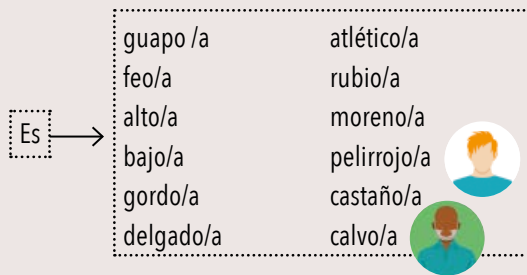 Es
guapo /a
feo/a
alto/a
bajo/a
gordo/a
delgado/a
atlético/a
rubio/a
moreno/a
pelirrojo/a
castaño/a
calvo/a